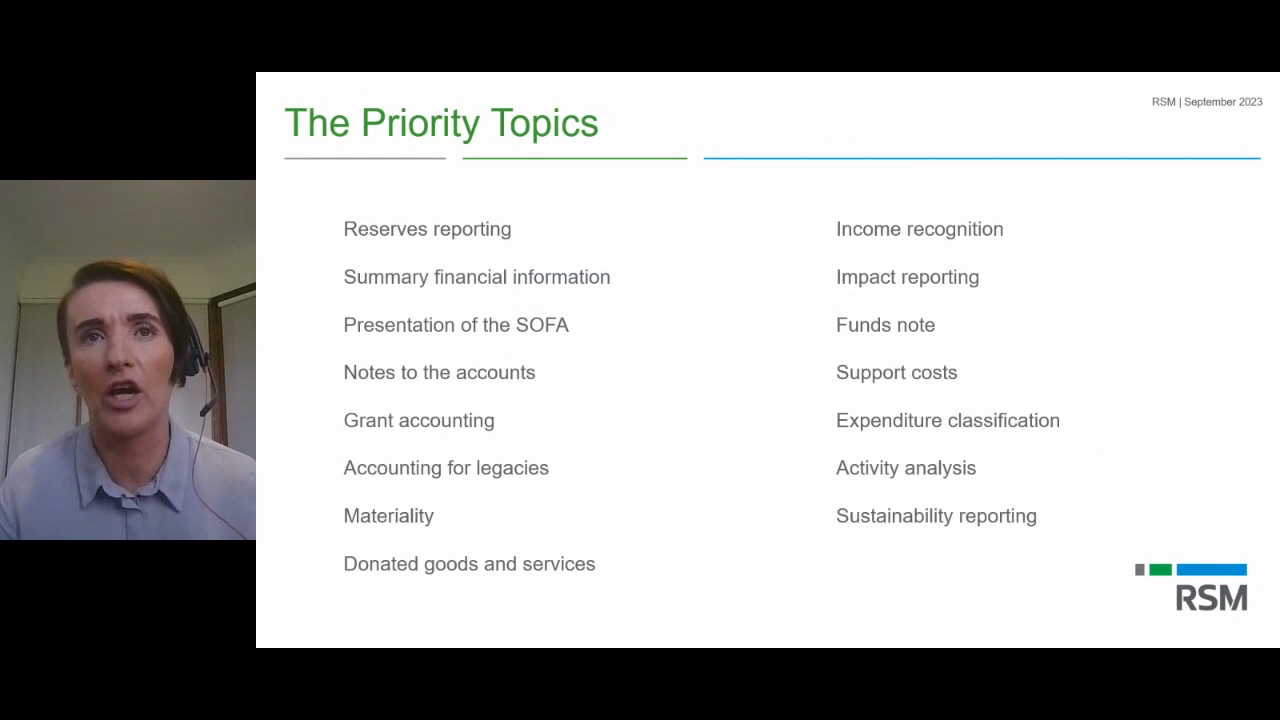 The Priority Topics
RSM | September 2023
Reserves reporting
Summary financial information
Presentation of the SOFA
Notes to the accounts
Grant accounting
Accounting for legacies
Materiality
Donated goods and services
Income recognition
Impact reporting
Funds note
Support costs
Expenditure classification
Activity analysis
Sustainability reporting
RSM